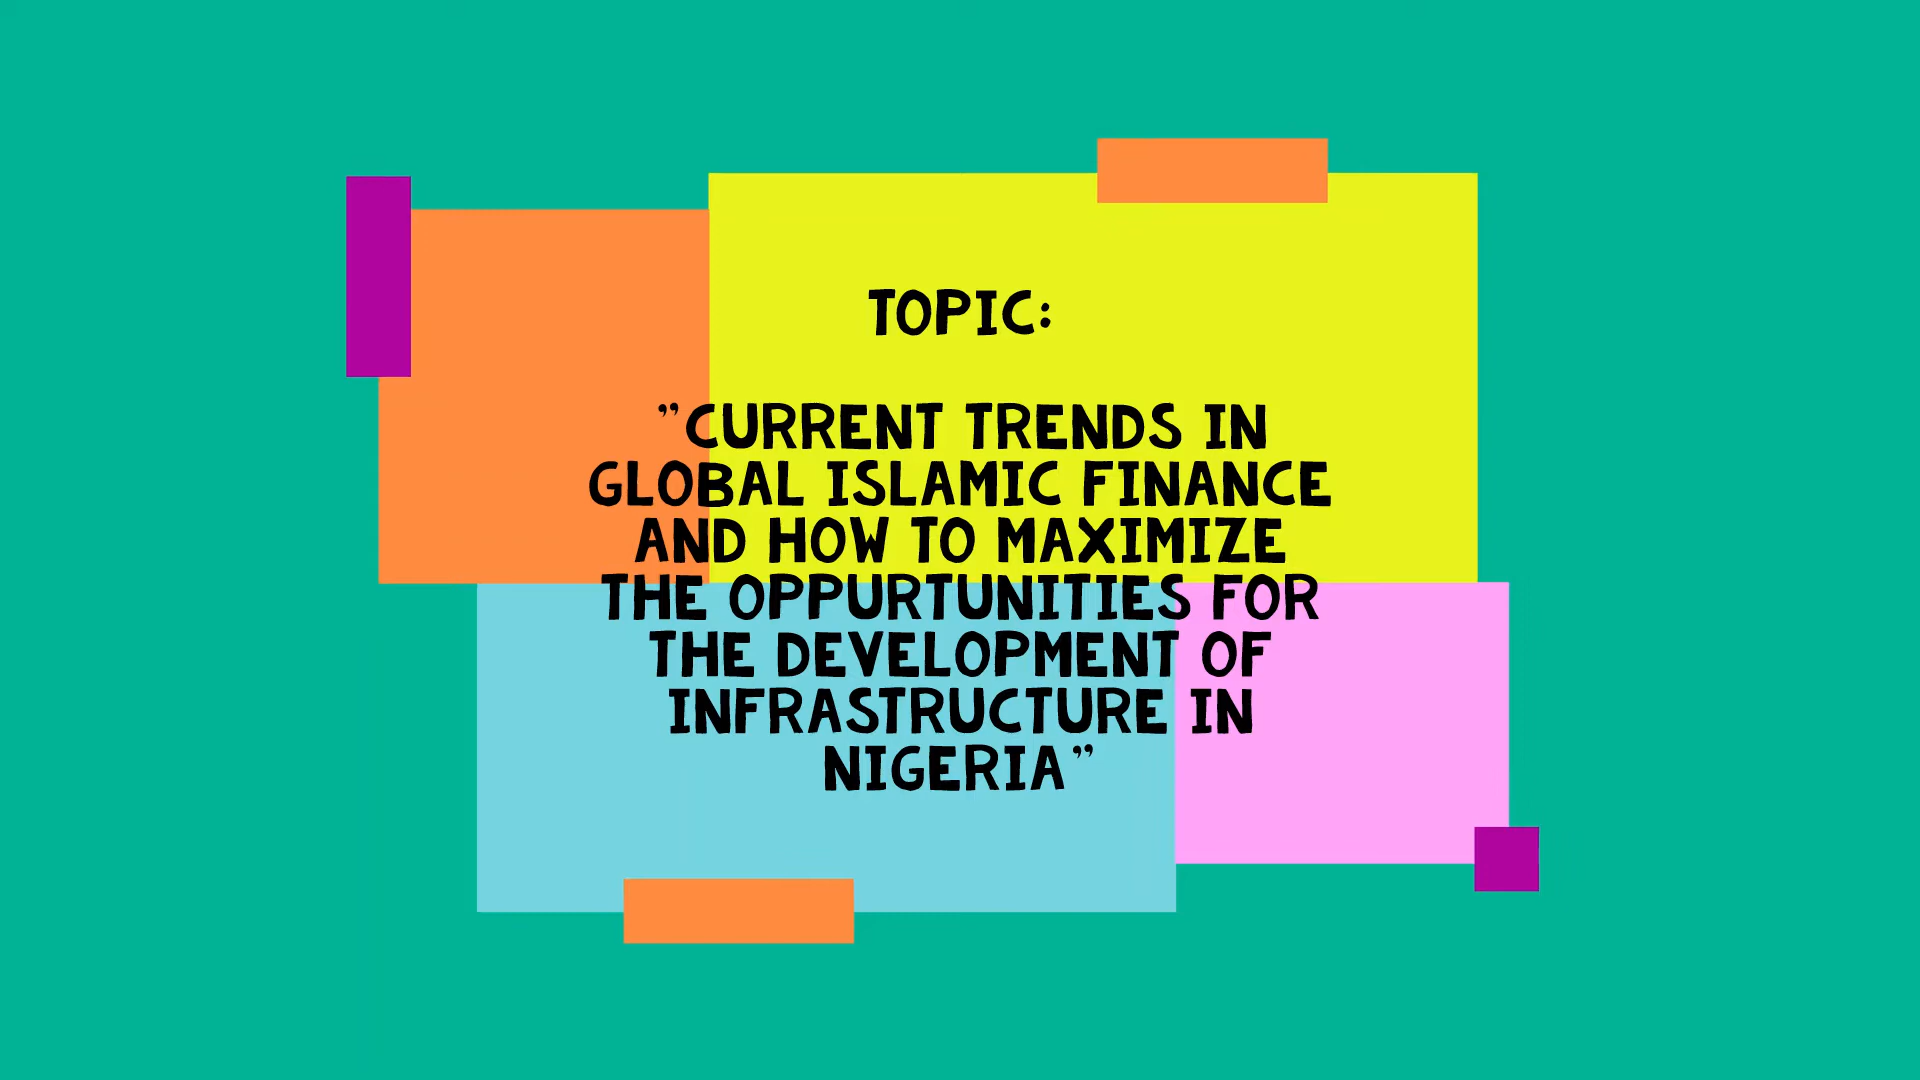 TOPIC:
"CURRENT TRENDS IN
GLOBAL ISLAMIC FINANCE
AND HOW TO MAXIMIZE
THE OPPURTUNITIES FOR
THE DEVELOPMENT OF
INFRASTRUCTURE IN
NIGERIA"